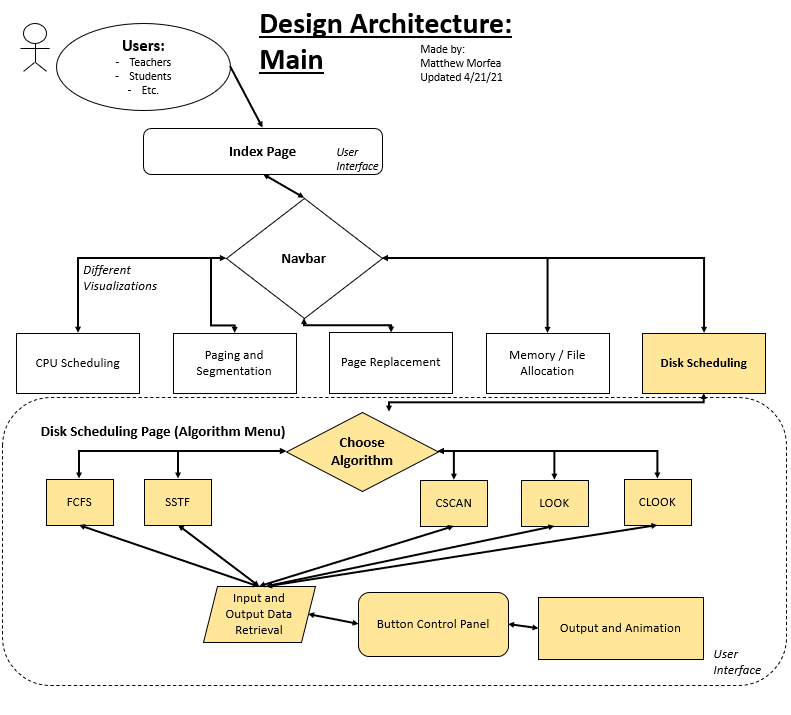 Design Architecture:
Main
Made by:
Matthew Morfea
Updated 4/21/21
Users:
- Teachers
- Students
- Etc.
Index Page
User
Interface
Navbar
Different
Visualizations
CPU Scheduling
Paging and
Segmentation
Page Replacement
Memory / File
Allocation
Disk Scheduling
Disk Scheduling Page (Algorithm Menu)
Choose
Algorithm
FCFS
SSTF
CSCAN
LOOK
CLOOK
Input and
Output Data
Retrieval
Button Control Panel
Output and Animation
User
Interface